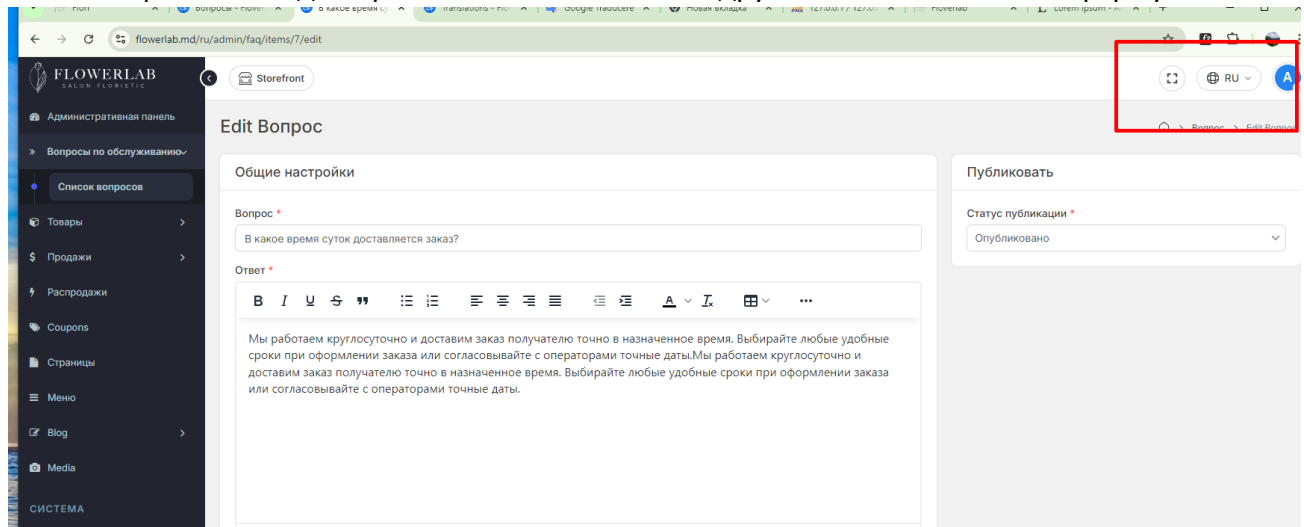 flowerlab.md/ru/admin/faq/items/7/edit
FLOWERLAB
SALON FLORISTIC
Storefront
RU
A
Административная панель
Edit Вопрос
Вопрос > Edit Вопрос
Вопросы по обслуживанию
Общие настройки
Публиковать
Список вопросов
Вопрос *
Статус публикации *
Товары
В какое время суток доставляется заказ?
Опубликовано
$ Продажи
Ответ *
Распродажи
B I U S
A
Coupons
Мы работаем круглосуточно и доставим заказ получателю точно в назначенное время. Выбирайте любые удобные
сроки при оформлении заказа или согласовывайте с операторами точные даты.Мы работаем круглосуточно и
доставим заказ получателю точно в назначенное время. Выбирайте любые удобные сроки при оформлении заказа
или согласовывайте с операторами точные даты.
Страницы
Меню
Blog
Media
СИСТЕМА